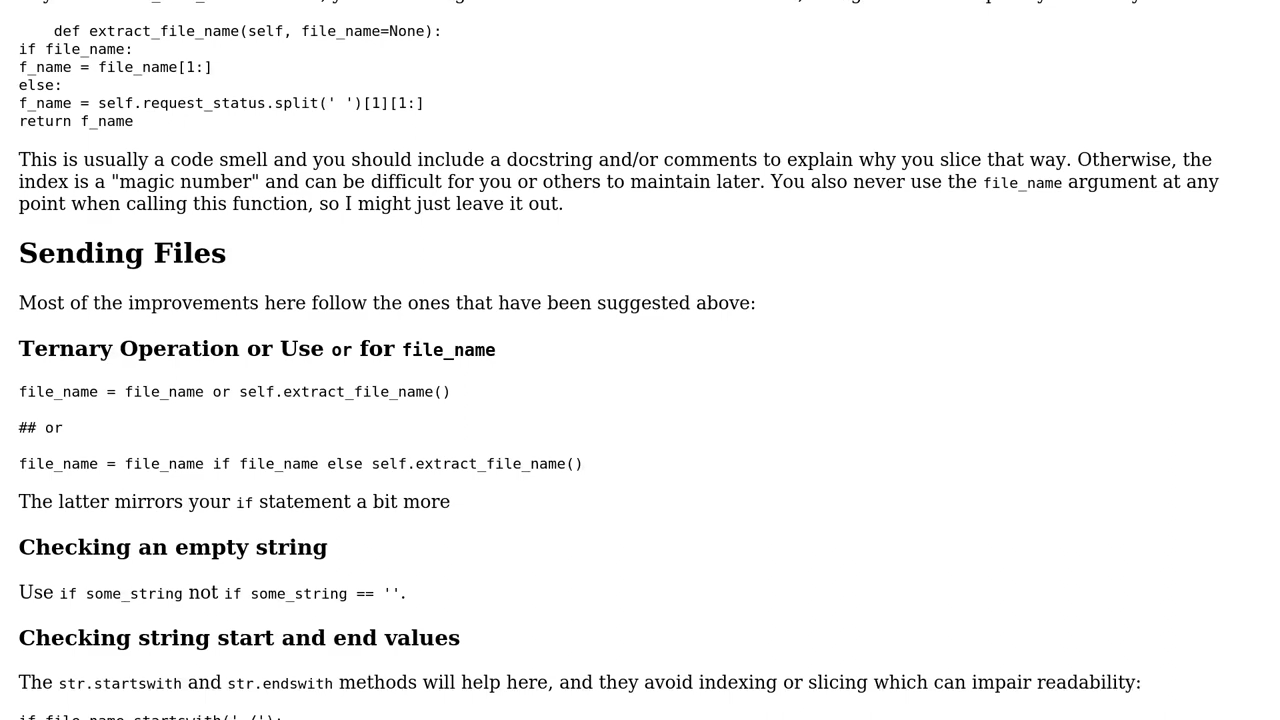 def extract_file_name(self, file_name=None):
if file_name:
f_name = file_name[1:]
else:
f_name = self.request_status.split(' ')[1][1:]
return f_name
This is usually a code smell and you should include a docstring and/or comments to explain why you slice that way. Otherwise, the
index is a "magic number" and can be difficult for you or others to maintain later. You also never use the file_name argument at any
point when calling this function, so I might just leave it out.
Sending Files
Most of the improvements here follow the ones that have been suggested above:
Ternary Operation or Use or for file_name
file_name = file_name or self.extract_file_name()
## or
file_name = file_name if file_name else self.extract_file_name()
The latter mirrors your if statement a bit more
Checking an empty string
Use if some_string not if some_string == ''.
Checking string start and end values
The str.startswith and str.endswith methods will help here, and they avoid indexing or slicing which can impair readability: